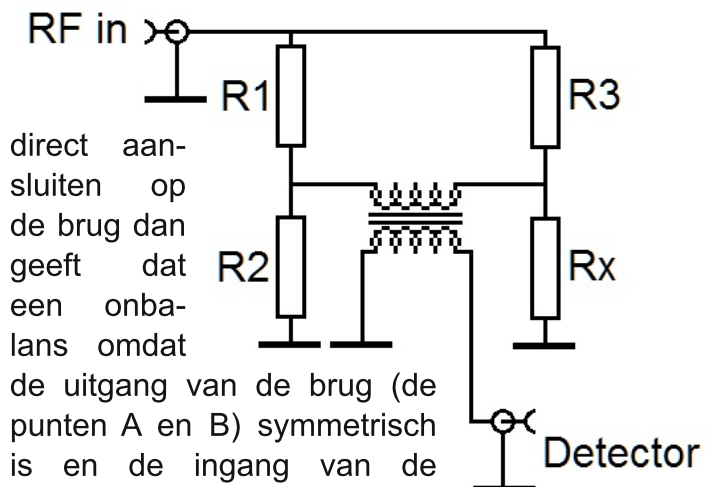 RF in
R1
R3
direct aan-
sluiten op
de brug dan
geeft dat
R2
Rx
een onba-
lans omdat
de uitgang van de brug (de
punten A en B) symmetrisch
is en de ingang van de
Detector